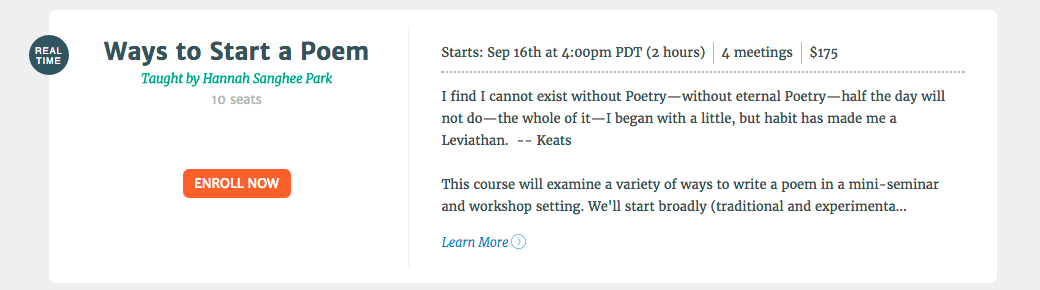 REAL
TIME
Ways to Start a Poem
Taught by Hannah Sanghee Park
10 seats
ENROLL NOW
Starts: Sep 16th at 4:00pm PDT (2 hours) 4 meetings $175
I find I cannot exist without Poetry—without eternal Poetry—half the day will
not do—the whole of it—I began with a little, but habit has made me a
Leviathan.  -- Keats
This course will examine a variety of ways to write a poem in a mini-seminar
and workshop setting. We'll start broadly (traditional and experimenta...
Learn More